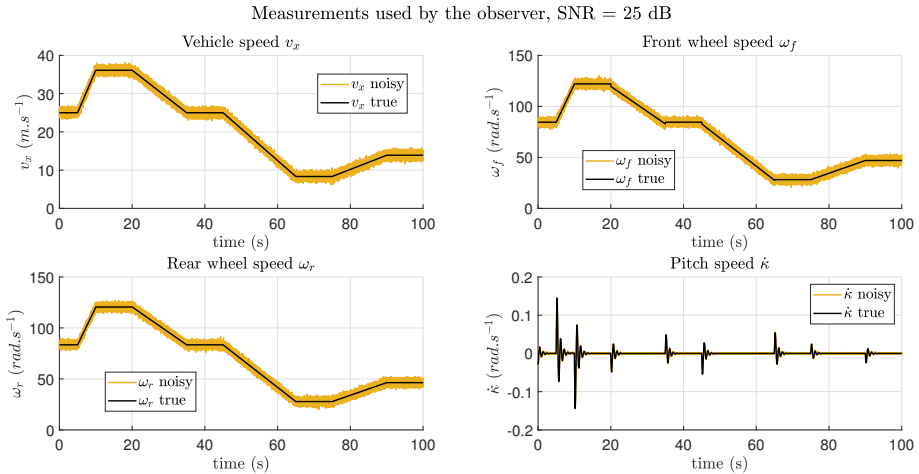 Measurements used by the observer, SNR = 25 dB
Vehicle speed vₓ
vₓ (m.s⁻¹)
40
30
20
10
0
vₓ noisy
vₓ true
0 20 40 60 80 100
time (s)
Front wheel speed ω_f
ω_f (rad.s⁻¹)
150
100
50
0
ω_f noisy
ω_f true
0 20 40 60 80 100
time (s)
Rear wheel speed ω_r
ω_r (rad.s⁻¹)
150
100
50
0
ω_r noisy
ω_r true
0 20 40 60 80 100
time (s)
Pitch speed κ̇
κ̇ (rad.s⁻¹)
0.2
0.1
0
-0.1
-0.2
κ̇ noisy
κ̇ true
0 20 40 60 80 100
time (s)